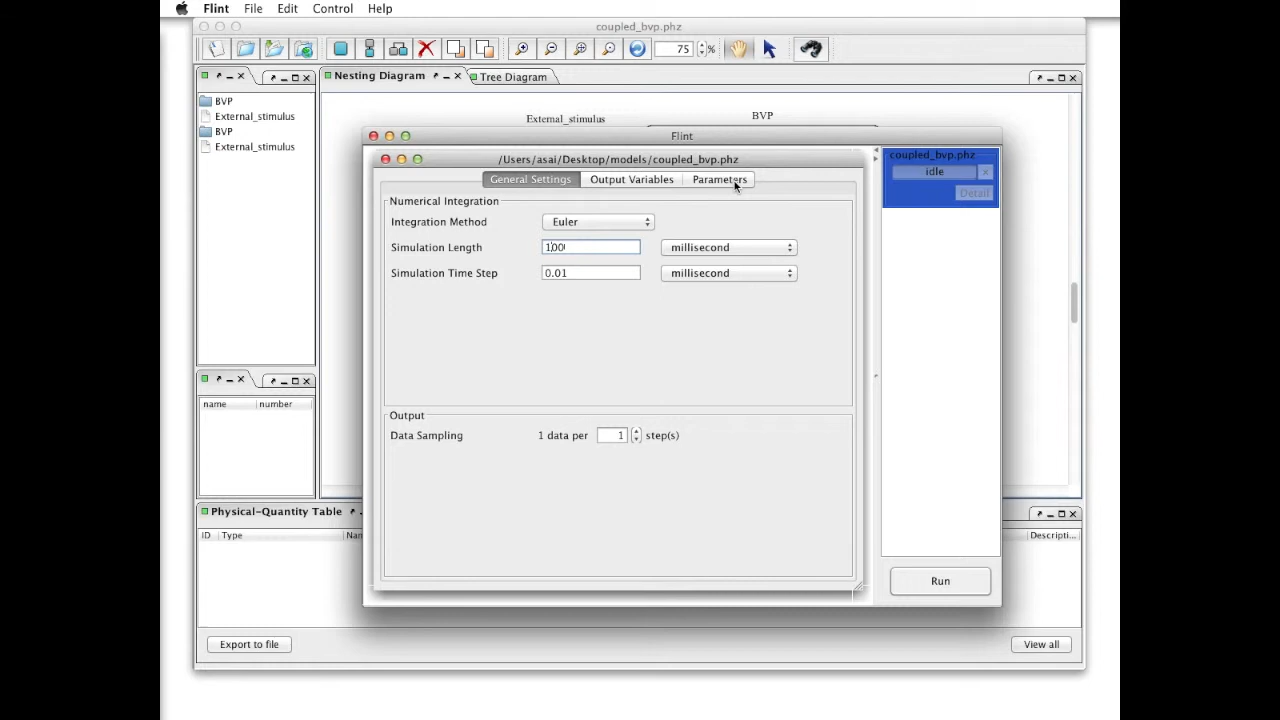 Flint File Edit Control Help
coupled_bvp.phz
75 %
Nesting Diagram Tree Diagram
BVP
External_stimulus
BVP
External_stimulus
External_stimulus BVP
Flint
/Users/asai/Desktop/models/coupled_bvp.phz
General Settings Output Variables Parameters
Numerical Integration
Integration Method Euler
Simulation Length 100 millisecond
Simulation Time Step 0.01 millisecond
Output
Data Sampling 1 data per 1 step(s)
coupled_bvp.phz
idle x
Detail
Run
name number
Physical-Quantity Table
ID Type Nan Descripti...
Export to file View all